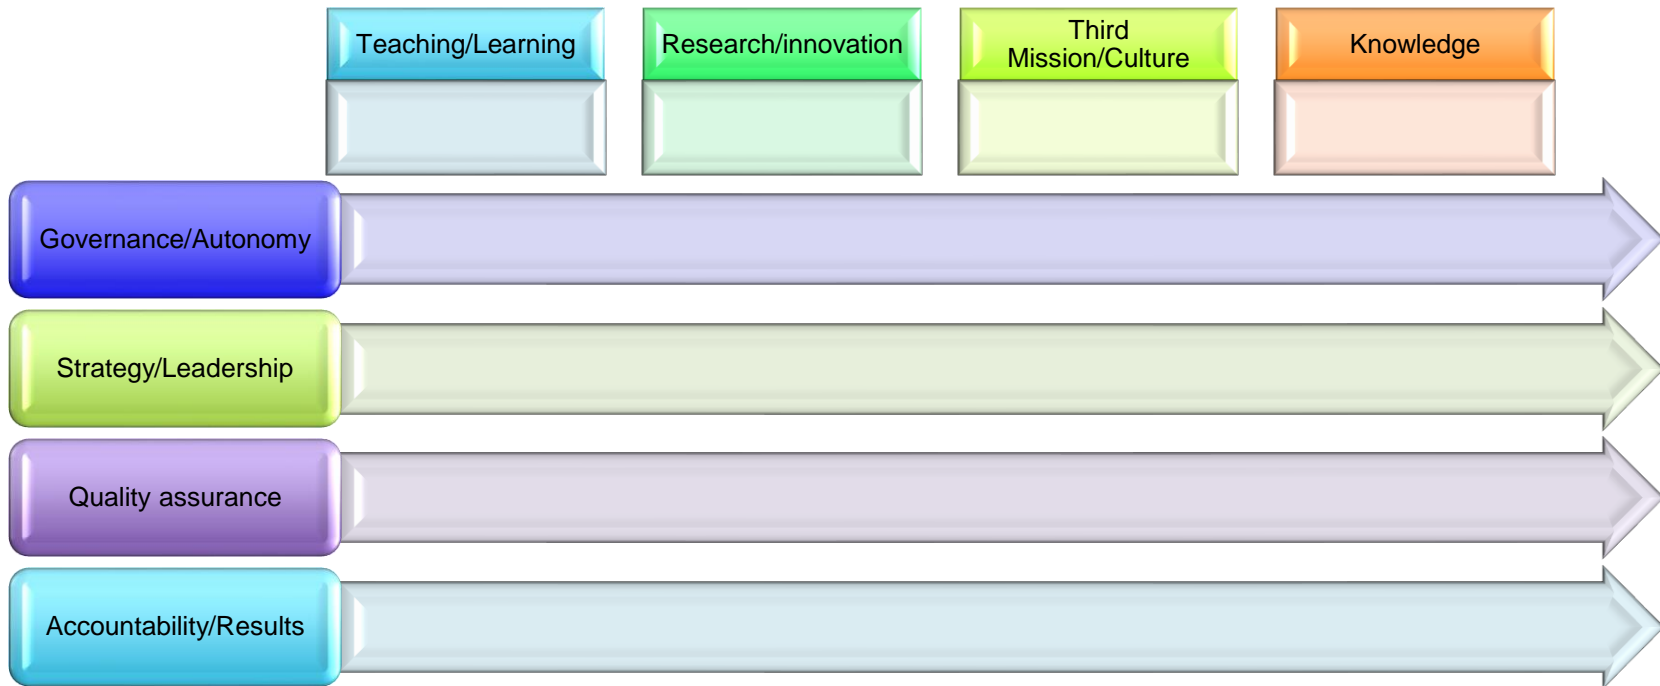 Teaching/Learning
Research/innovation
Third
Mission/Culture
Knowledge
Governance/Autonomy
Strategy/Leadership
Quality assurance
Accountability/Results